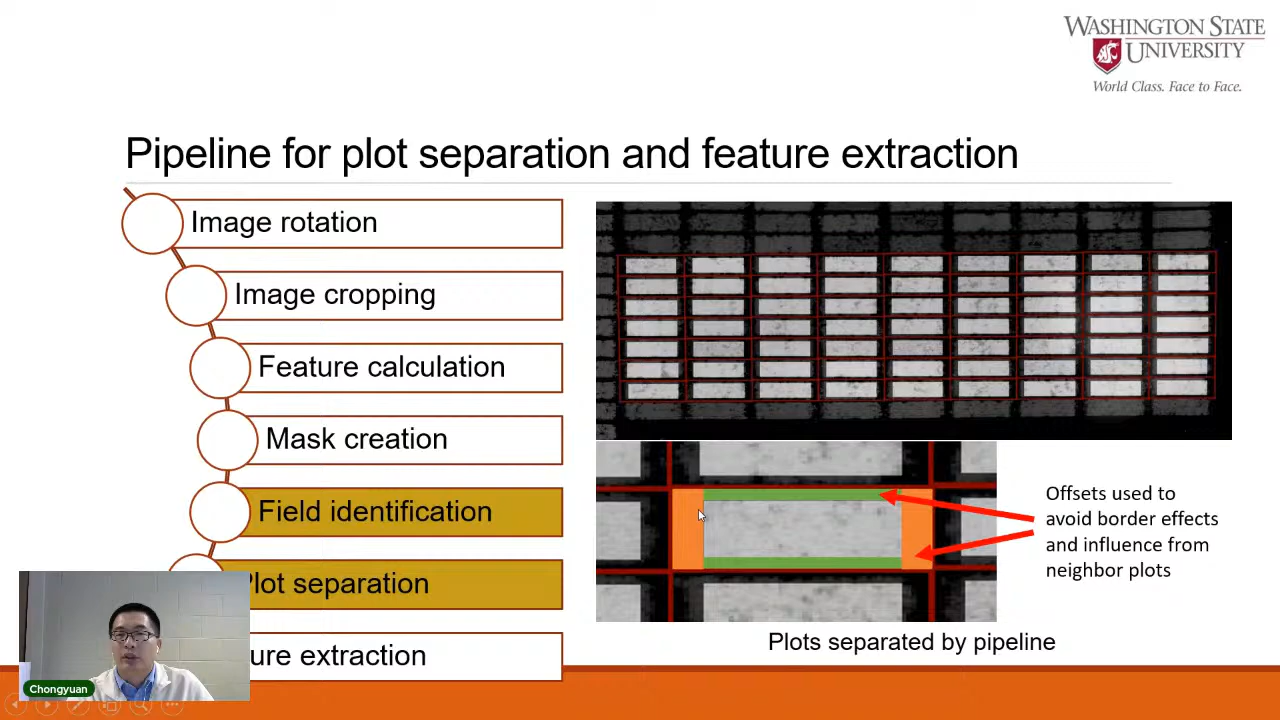 WASHINGTON STATE
UNIVERSITY
World Class. Face to Face.
Pipeline for plot separation and feature extraction
Image rotation
Image cropping
Feature calculation
Mask creation
Field identification
Plot separation
ure extraction
Offsets used to
avoid border effects
and influence from
neighbor plots
Plots separated by pipeline
Chongyuan